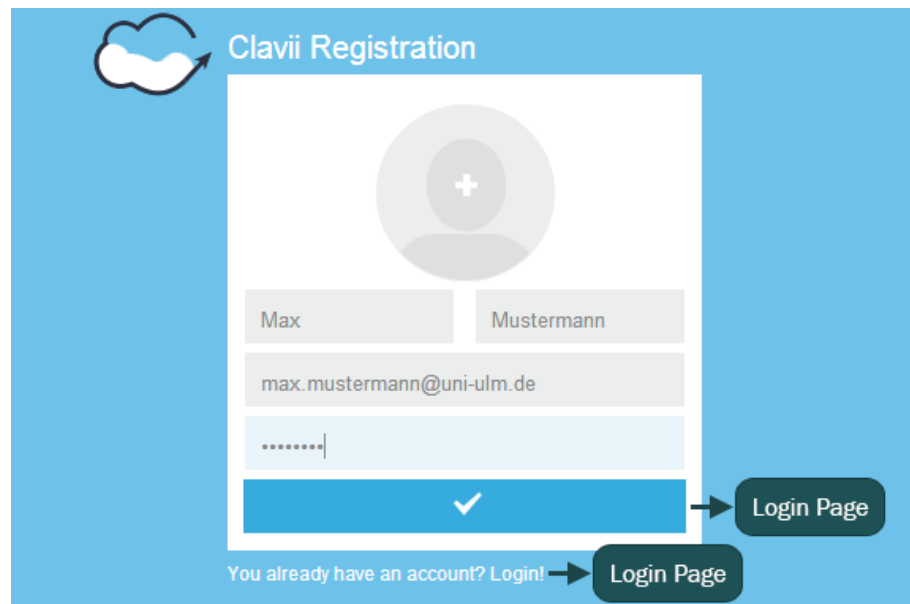 Clavii Registration
Max
Mustermann
max.mustermann@uni-ulm.de
••••••••
Login Page
You already have an account? Login!
Login Page